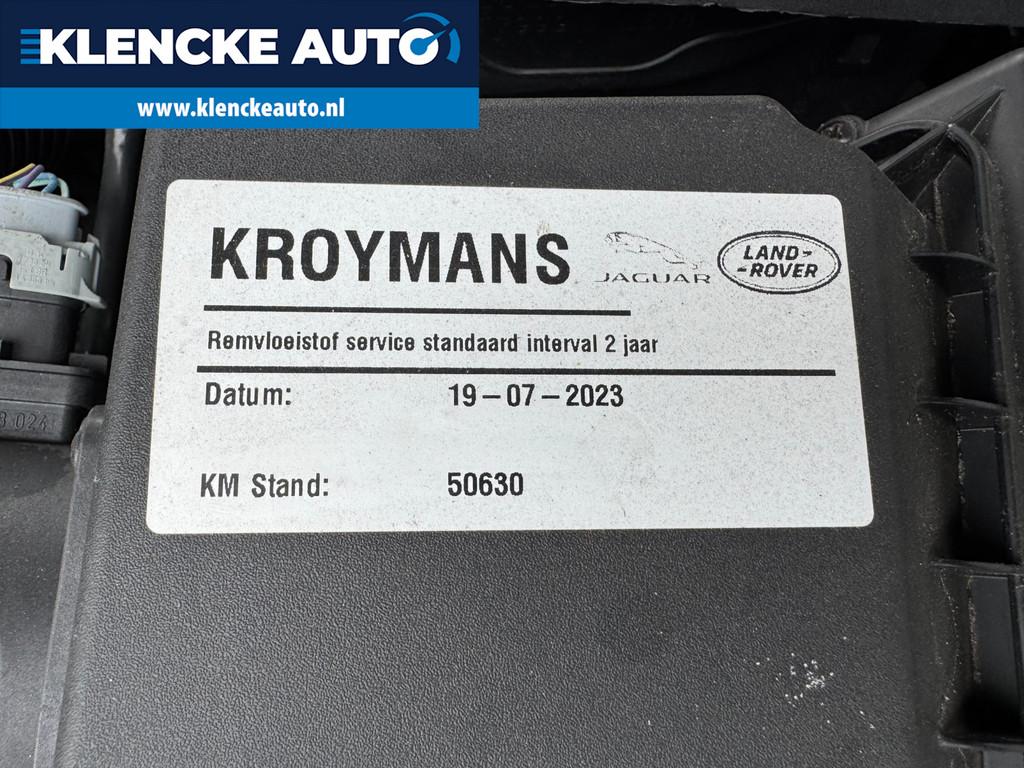 KLENCKE AUTO
www.klenckeauto.nl
KROYMANS
JAGUAR
LAND-
-ROVER
Remvloeistof service standaard interval 2 jaar
Datum: 19-07-2023
KM Stand: 50630